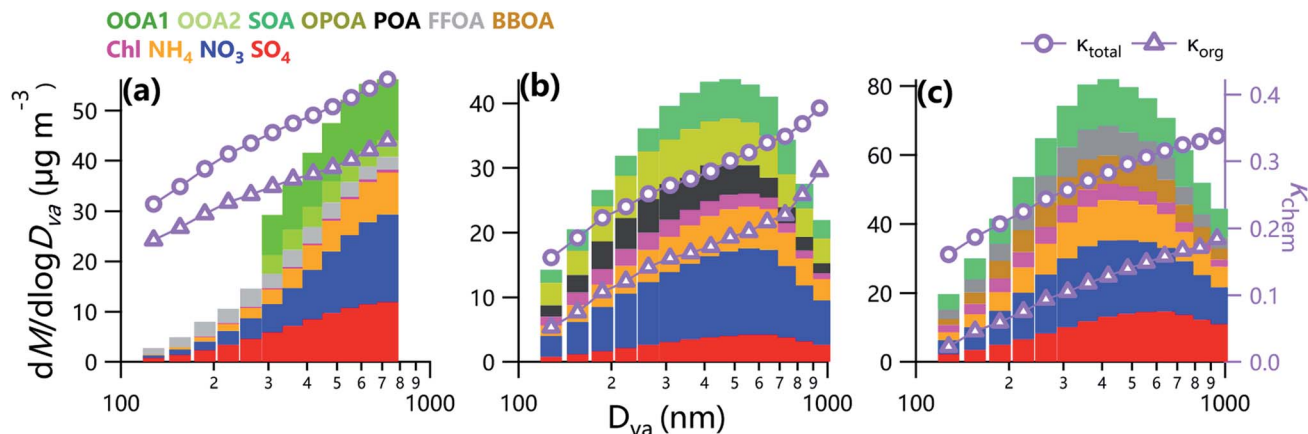 OOA1 OOA2 SOA OPOA POA FFOA BBOA
Chl NH₄ NO₃ SO₄
κtotal κorg
(a) (b) (c)
dM/dlogDva (µg m⁻³)
50
40
30
20
10
0
40
30
20
10
0
80
60
40
20
0
0.4
0.3
0.2
0.1
0.0
κchem
100 2 3 4 5 6 7 8 9 1000
100 2 3 4 5 6 7 8 9 1000
100 2 3 4 5 6 7 8 9 1000
Dva (nm)